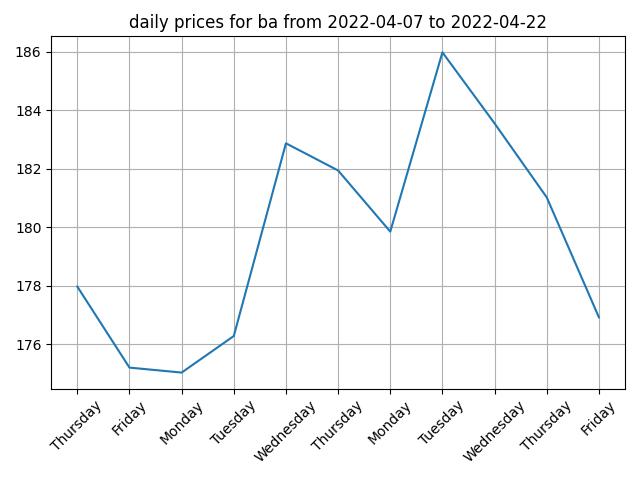 daily prices for ba from 2022-04-07 to 2022-04-22
186
184
182
180
178
176
Thursday
Friday
Monday
Tuesday
Wednesday
Thursday
Monday
Tuesday
Wednesday
Thursday
Friday